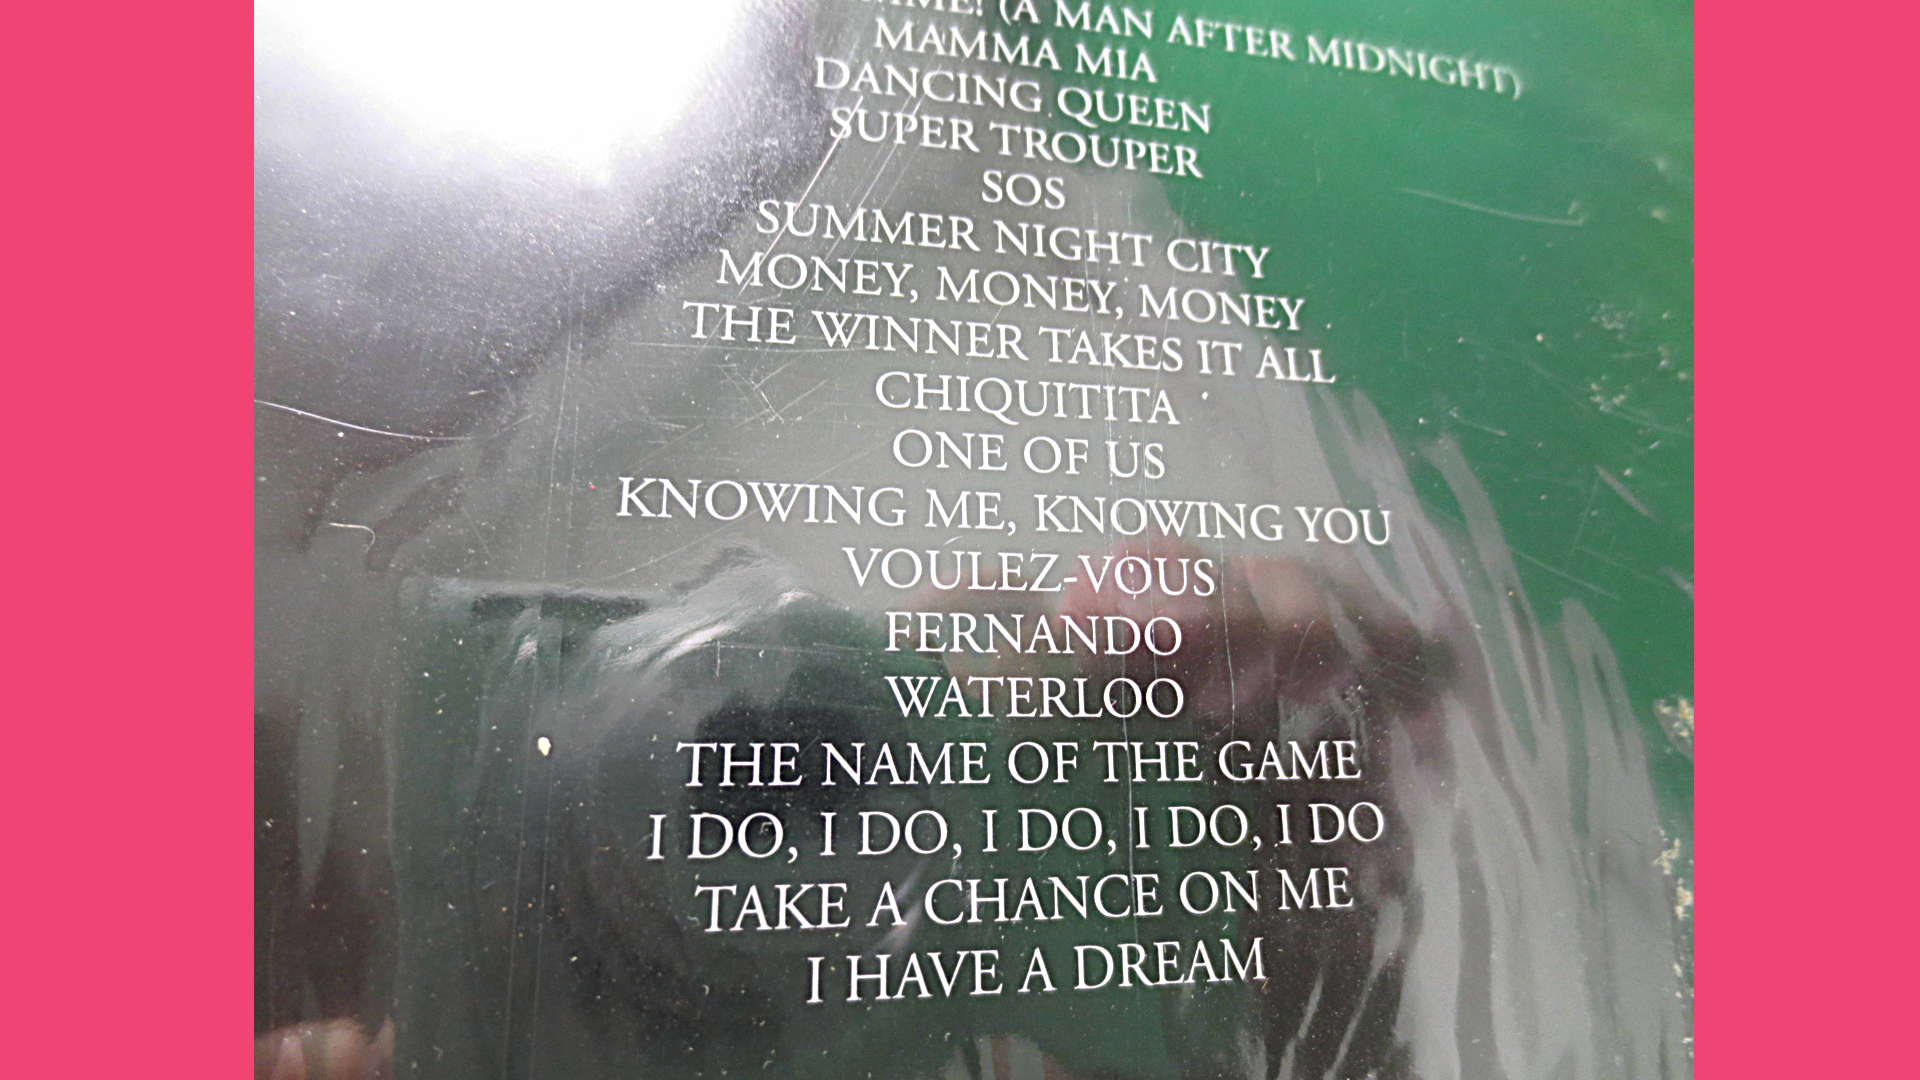 (A MAN AFTER MIDNIGHT)
MAMMA MIA
DANCING QUEEN
SUPER TROUPER
SOS
SUMMER NIGHT CITY
MONEY, MONEY, MONEY
THE WINNER TAKES IT ALL
CHIQUITITA
ONE OF US
KNOWING ME, KNOWING YOU
VOULEZ-VOUS
FERNANDO
WATERLOO
THE NAME OF THE GAME
I DO, I DO, I DO, I DO, I DO
TAKE A CHANCE ON ME
I HAVE A DREAM